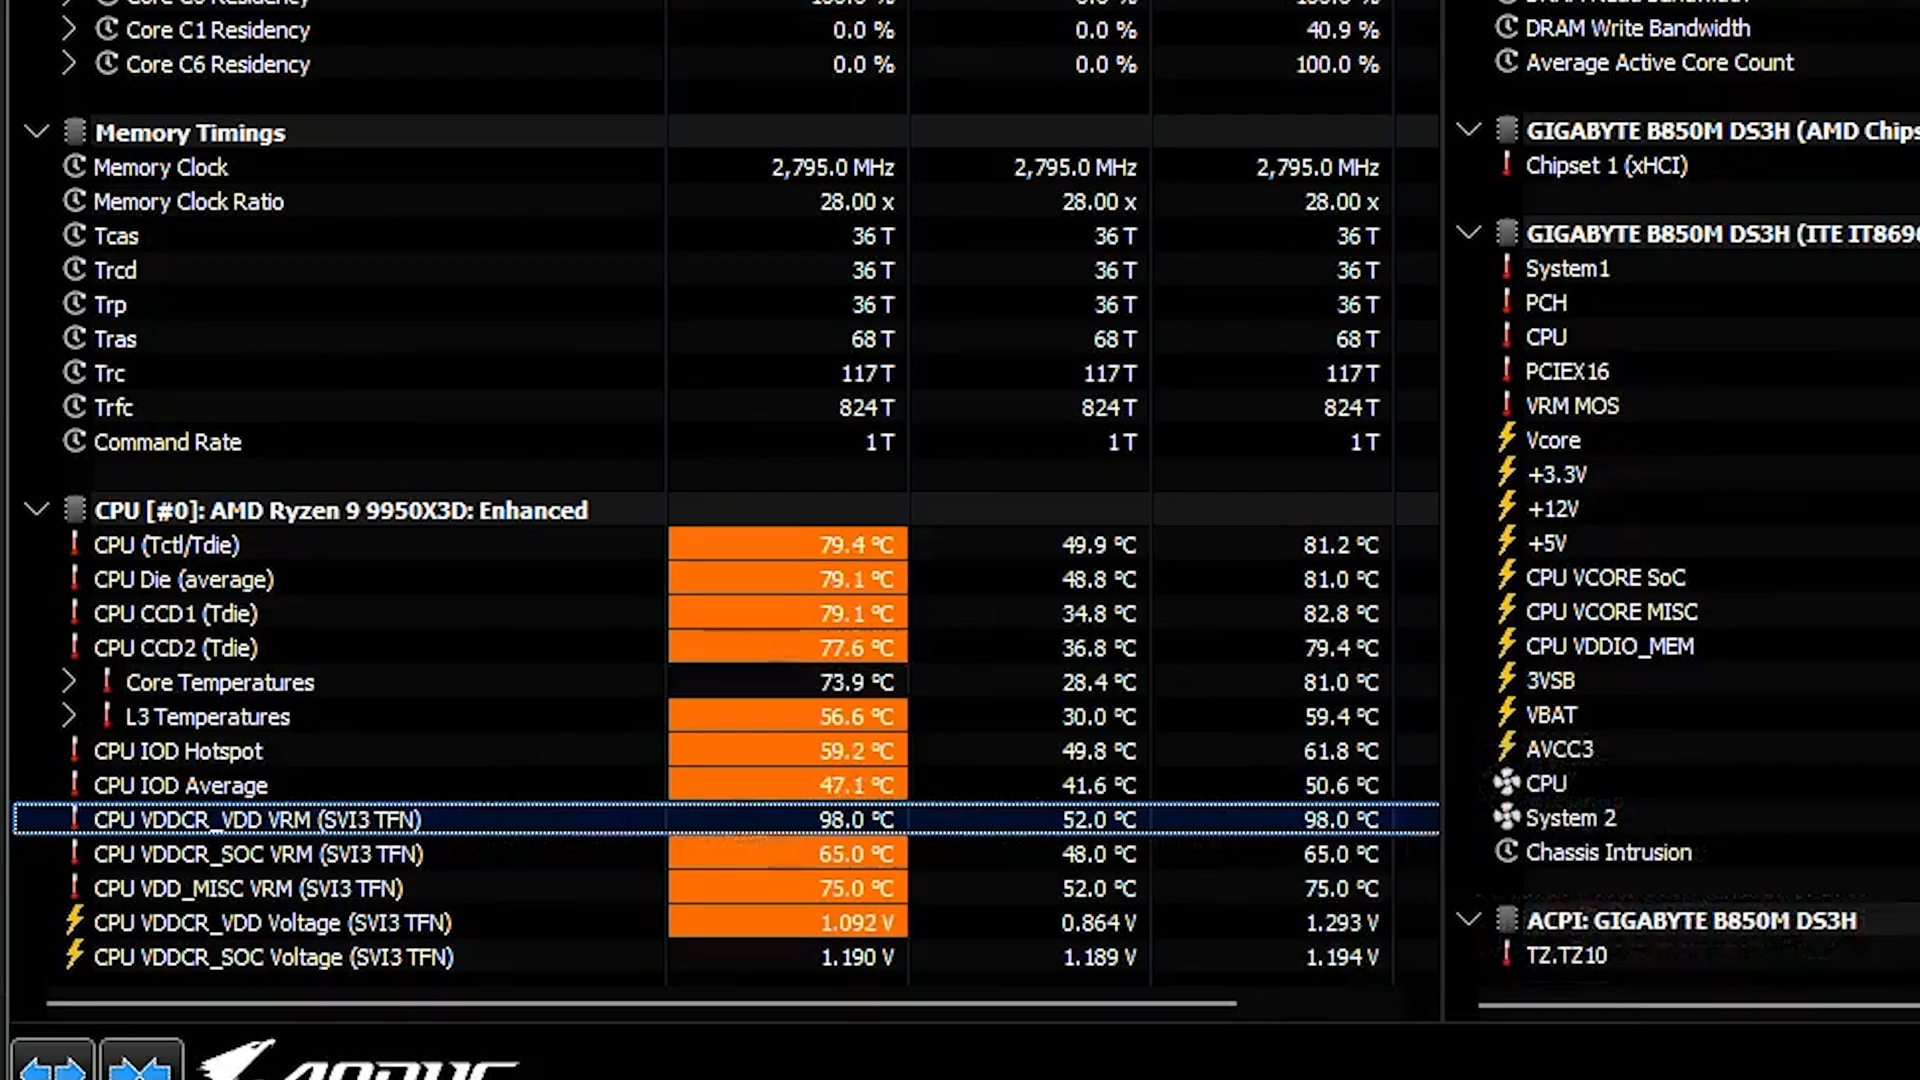 Core C1 Residency 0.0 % 0.0 % 40.9 %
Core C6 Residency 0.0 % 0.0 % 100.0 %
Memory Timings
Memory Clock 2,795.0 MHz 2,795.0 MHz 2,795.0 MHz
Memory Clock Ratio 28.00 x 28.00 x 28.00 x
Tcas 36 T 36 T 36 T
Trcd 36 T 36 T 36 T
Trp 36 T 36 T 36 T
Tras 68 T 68 T 68 T
Trc 117 T 117 T 117 T
Trfc 824 T 824 T 824 T
Command Rate 1 T 1 T 1 T
CPU [#0]: AMD Ryzen 9 9950X3D: Enhanced
CPU (Tctl/Tdie) 79.4 °C 49.9 °C 81.2 °C
CPU Die (average) 79.1 °C 48.8 °C 81.0 °C
CPU CCD1 (Tdie) 79.1 °C 34.8 °C 82.8 °C
CPU CCD2 (Tdie) 77.6 °C 36.8 °C 79.4 °C
Core Temperatures 73.9 °C 28.4 °C 81.0 °C
L3 Temperatures 56.6 °C 30.0 °C 59.4 °C
CPU IOD Hotspot 59.2 °C 49.8 °C 61.8 °C
CPU IOD Average 47.1 °C 41.6 °C 50.6 °C
CPU VDDCR_VDD VRM (SVI3 TFN) 98.0 °C 52.0 °C 98.0 °C
CPU VDDCR_SOC VRM (SVI3 TFN) 65.0 °C 48.0 °C 65.0 °C
CPU VDD_MISC VRM (SVI3 TFN) 75.0 °C 52.0 °C 75.0 °C
CPU VDDCR_VDD Voltage (SVI3 TFN) 1.092 V 0.864 V 1.293 V
CPU VDDCR_SOC Voltage (SVI3 TFN) 1.190 V 1.189 V 1.194 V
DRAM Write Bandwidth
Average Active Core Count
GIGABYTE B850M DS3H (AMD Chips
Chipset 1 (xHCI)
GIGABYTE B850M DS3H (ITE IT869
System1
PCH
CPU
PCIEX16
VRM MOS
Vcore
+3.3V
+12V
+5V
CPU VCORE SoC
CPU VCORE MISC
CPU VDDIO_MEM
3VSB
VBAT
AVCC3
CPU
System 2
Chassis Intrusion
ACPI: GIGABYTE B850M DS3H
TZ.TZ10